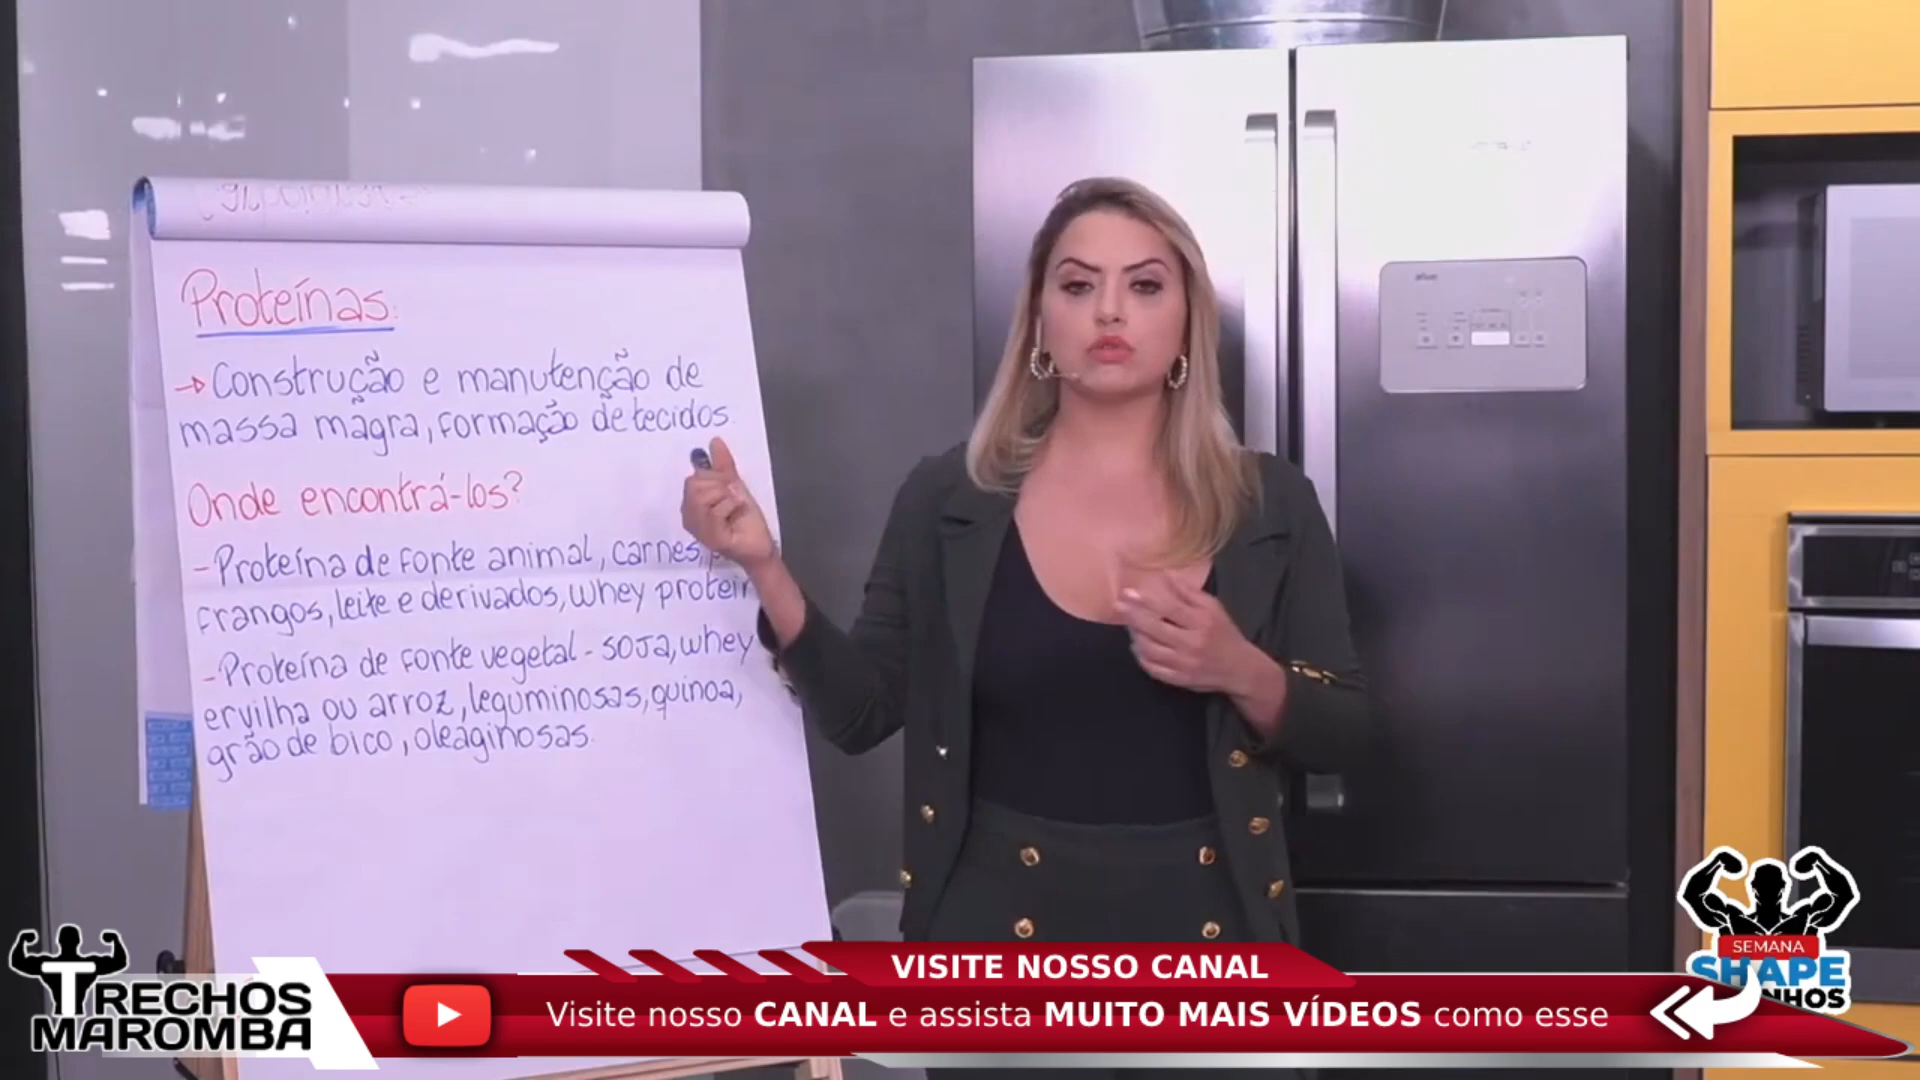 Proteínas:
→ Construção e manutenção de
massa magra, formação de tecidos.
Onde encontrá-los?
- Proteína de fonte animal, carnes,
frangos, leite e derivados, whey protein
- Proteína de fonte vegetal - soja, whey
ervilha ou arroz, leguminosas, quinoa,
grão de bico, oleaginosas.
TRECHOS
MAROMBA
VISITE NOSSO CANAL
Visite nosso CANAL e assista MUITO MAIS VÍDEOS como esse
SEMANA
SHAPE